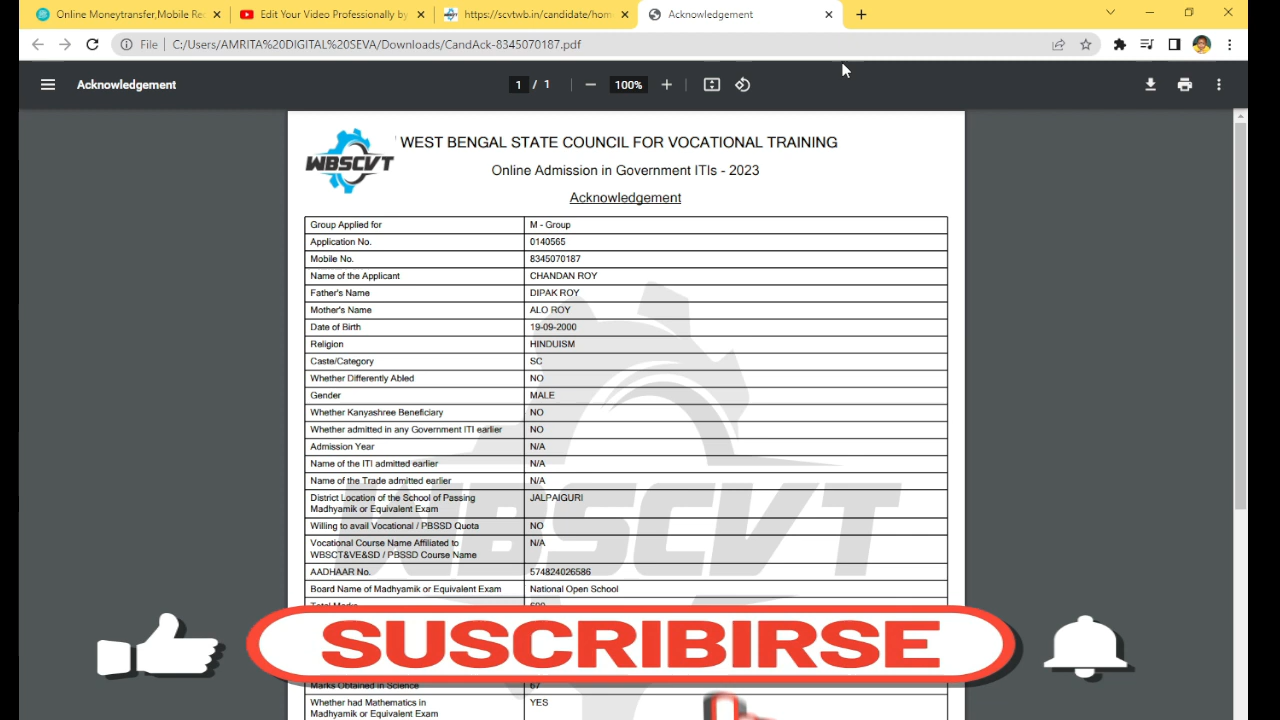 Online Moneytransfer,Mobile Re
Edit Your Video Professionally by
https://scvtwb.in/candidate/hom
Acknowledgement
File C:/Users/AMRITA%20DIGITAL%20SEVA/Downloads/CandAck-8345070187.pdf
Acknowledgement
1 / 1
100%
WBSCVT
WEST BENGAL STATE COUNCIL FOR VOCATIONAL TRAINING
Online Admission in Government ITIs - 2023
Acknowledgement
Group Applied for M - Group
Application No. 0140565
Mobile No. 8345070187
Name of the Applicant CHANDAN ROY
Father's Name DIPAK ROY
Mother's Name ALO ROY
Date of Birth 19-09-2000
Religion HINDUISM
Caste/Category SC
Whether Differently Abled NO
Gender MALE
Whether Kanyashree Beneficiary NO
Whether admitted in any Government ITI earlier NO
Admission Year N/A
Name of the ITI admitted earlier N/A
Name of the Trade admitted earlier N/A
District Location of the School of Passing JALPAIGURI
Madhyamik or Equivalent Exam
Willing to avail Vocational / PBSSD Quota NO
Vocational Course Name Affiliated to N/A
WBSCT&VE&SD / PBSSD Course Name
WBSCVT
AADHAAR No. 574824026586
Board Name of Madhyamik or Equivalent Exam National Open School
SUSCRIBIRSE
Marks Obtained in Science 67
Whether had Mathematics in YES
Madhyamik or Equivalent Exam